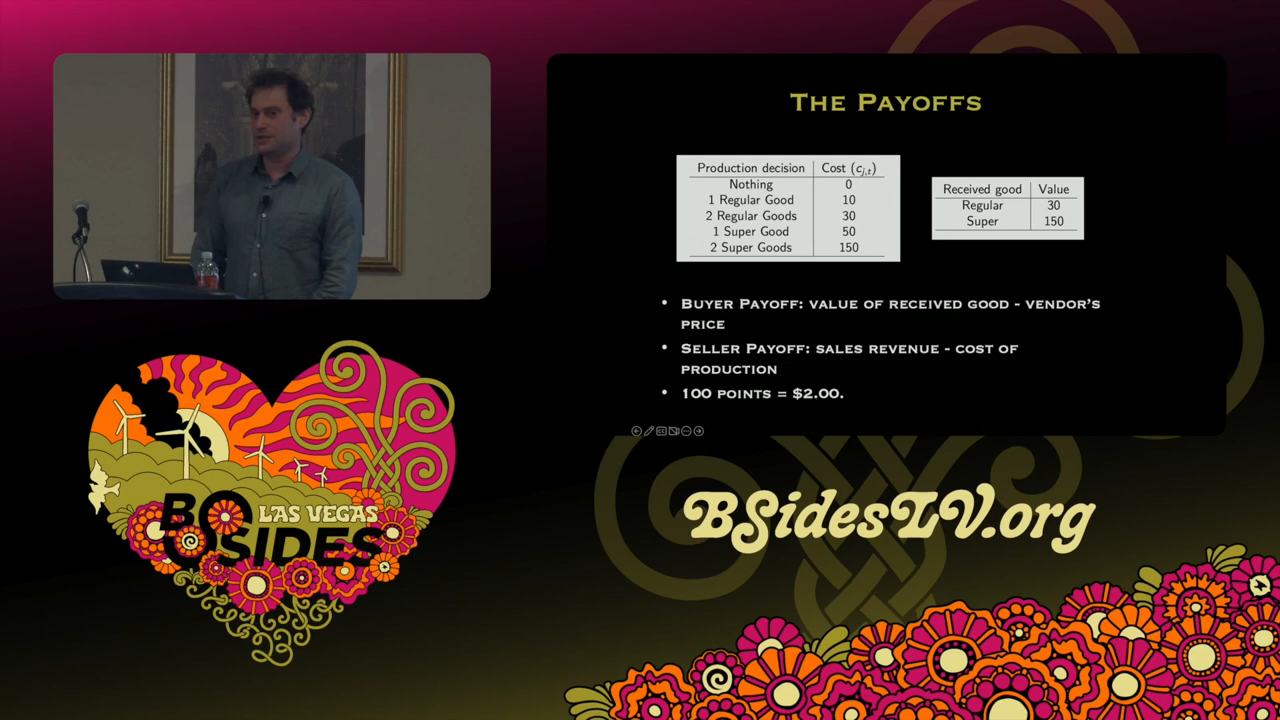 The Payoffs
Production decision Cost (cj,t)
Nothing 0
1 Regular Good 10
2 Regular Goods 30
1 Super Good 50
2 Super Goods 150
Received good Value
Regular 30
Super 150
• Buyer Payoff: value of received good - vendor's
price
• Seller Payoff: sales revenue - cost of
production
• 100 points = $2.00.
LAS VEGAS
BSIDES
BSidesLV.org